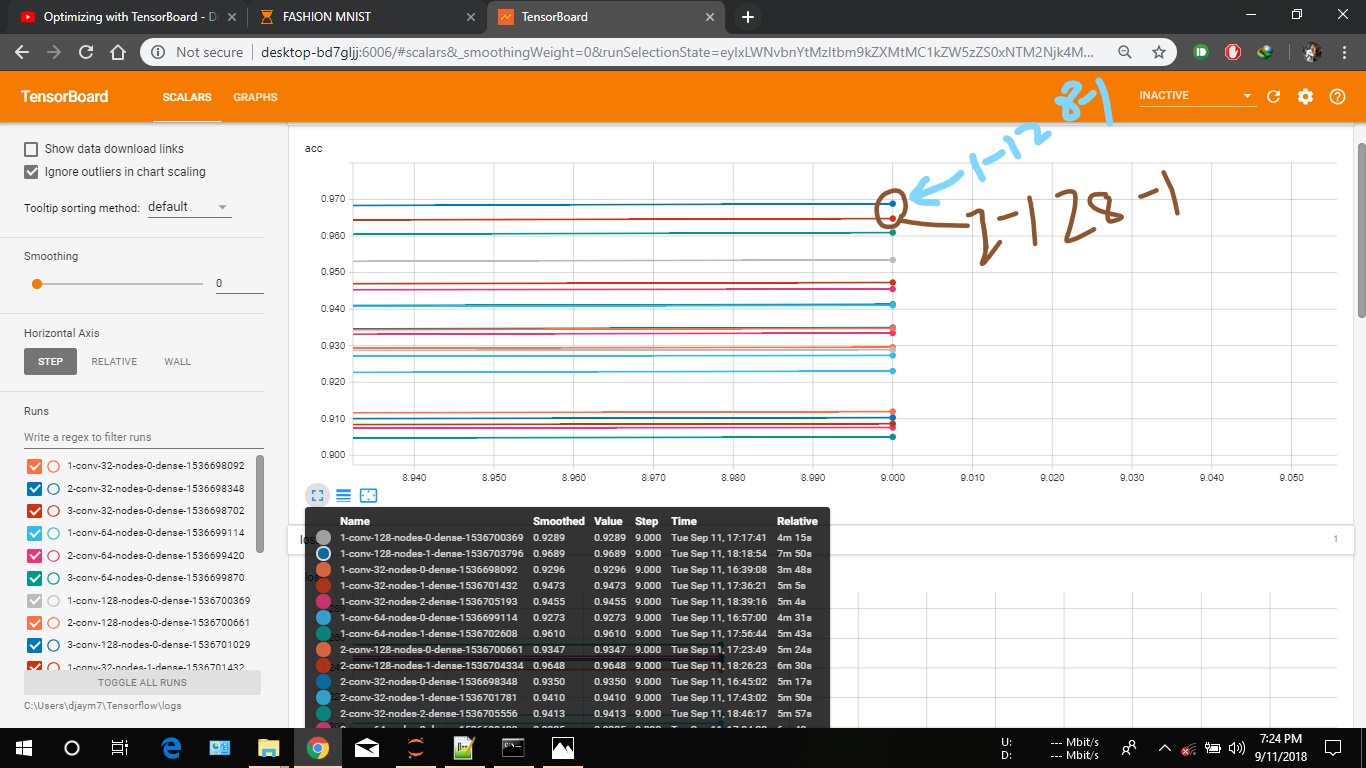 Optimizing with TensorBoard - D
FASHION MNIST
TensorBoard
Not secure desktop-bd7gljj:6006/#scalars&_smoothingWeight=0&runSelectionState=eyIxLWNvbnYtMzItbm9kZXMtMC1kZW5zZS0xNTM2Njk4M...
TensorBoard SCALARS GRAPHS INACTIVE
8-1
1-12
2-128-1
Show data download links
Ignore outliers in chart scaling
Tooltip sorting method: default
Smoothing
0
Horizontal Axis
STEP RELATIVE WALL
Runs
Write a regex to filter runs
1-conv-32-nodes-0-dense-1536698092
2-conv-32-nodes-0-dense-1536698348
3-conv-32-nodes-0-dense-1536698702
1-conv-64-nodes-0-dense-1536699114
2-conv-64-nodes-0-dense-1536699420
3-conv-64-nodes-0-dense-1536699870
1-conv-128-nodes-0-dense-1536700369
2-conv-128-nodes-0-dense-1536700661
3-conv-128-nodes-0-dense-1536701029
1-conv-32-nodes-1-dense-1536701432
TOGGLE ALL RUNS
C:\Users\djaym7\Tensorflow\logs
acc
0.970
0.960
0.950
0.940
0.930
0.920
0.910
0.900
8.940 8.950 8.960 8.970 8.980 8.990 9.000 9.010 9.020 9.030 9.040 9.050
1
Name Smoothed Value Step Time Relative
1-conv-128-nodes-0-dense-1536700369 0.9289 0.9289 9.000 Tue Sep 11, 17:17:41 4m 15s
1-conv-128-nodes-1-dense-1536703796 0.9689 0.9689 9.000 Tue Sep 11, 18:18:54 7m 50s
1-conv-32-nodes-0-dense-1536698092 0.9296 0.9296 9.000 Tue Sep 11, 16:39:08 3m 48s
1-conv-32-nodes-1-dense-1536701432 0.9473 0.9473 9.000 Tue Sep 11, 17:36:21 5m 5s
1-conv-32-nodes-2-dense-1536705193 0.9455 0.9455 9.000 Tue Sep 11, 18:39:16 5m 4s
1-conv-64-nodes-0-dense-1536699114 0.9273 0.9273 9.000 Tue Sep 11, 16:57:00 4m 31s
1-conv-64-nodes-1-dense-1536702608 0.9610 0.9610 9.000 Tue Sep 11, 17:56:44 5m 43s
2-conv-128-nodes-0-dense-1536700661 0.9347 0.9347 9.000 Tue Sep 11, 17:23:49 5m 24s
2-conv-128-nodes-1-dense-1536704334 0.9648 0.9648 9.000 Tue Sep 11, 18:26:23 6m 30s
2-conv-32-nodes-0-dense-1536698348 0.9350 0.9350 9.000 Tue Sep 11, 16:45:02 5m 17s
2-conv-32-nodes-1-dense-1536701781 0.9410 0.9410 9.000 Tue Sep 11, 17:43:02 5m 50s
2-conv-32-nodes-2-dense-1536705556 0.9413 0.9413 9.000 Tue Sep 11, 18:46:17 5m 57s
U: --- Mbit/s
D: --- Mbit/s
7:24 PM
9/11/2018